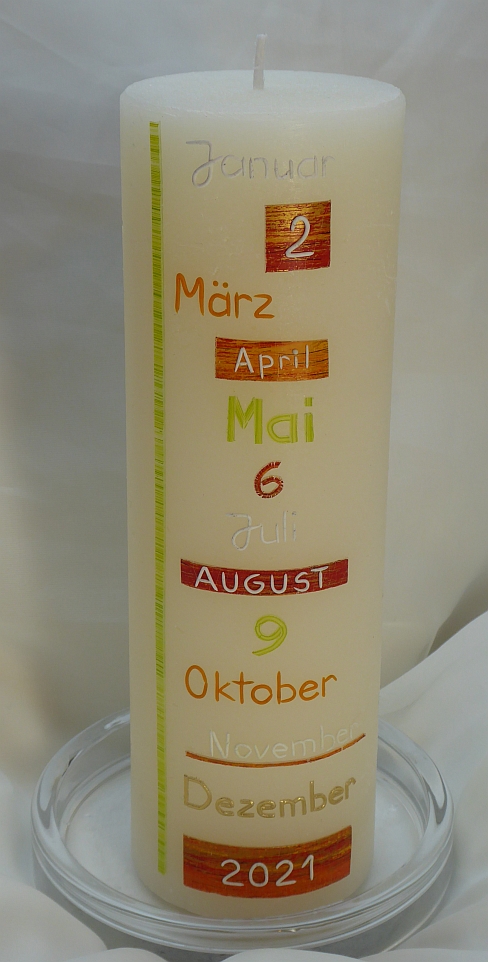 Januar
2
März
April
Mai
6
Juli
AUGUST
9
Oktober
November
Dezember
2021